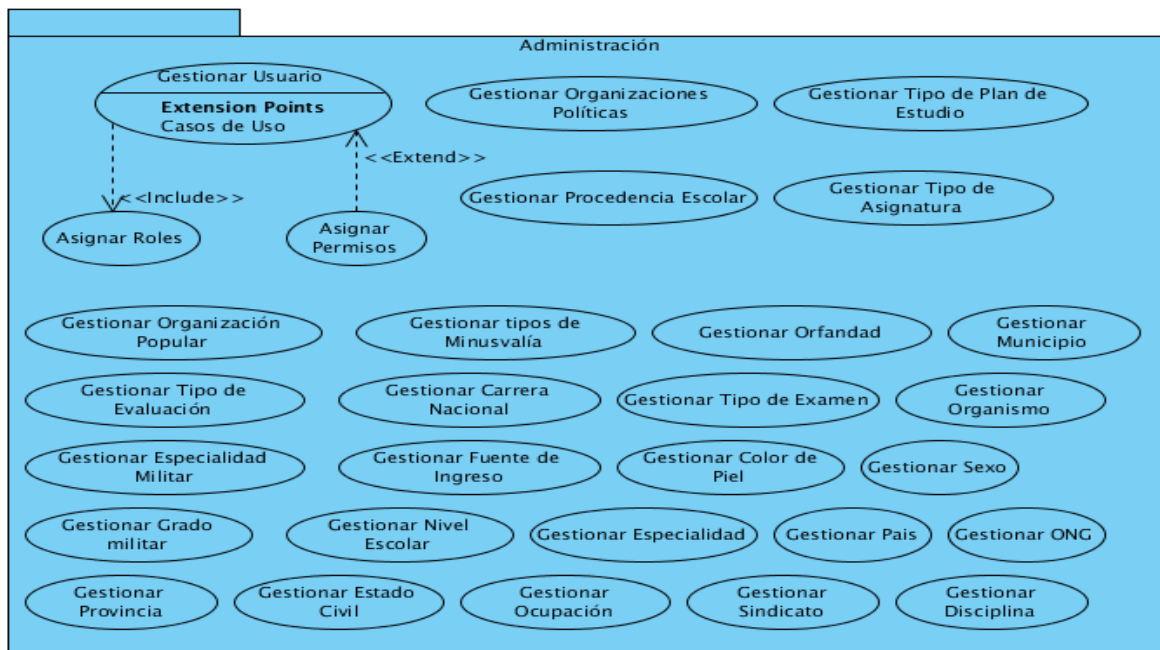 Administración
Gestionar Usuario
Extension Points
Casos de Uso
<<Include>>
<<Extend>>
Asignar Roles
Asignar
Permisos
Gestionar Organizaciones
Políticas
Gestionar Tipo de Plan de
Estudio
Gestionar Procedencia Escolar
Gestionar Tipo de
Asignatura
Gestionar Organización
Popular
Gestionar tipos de
Minusvalía
Gestionar Orfandad
Gestionar
Municipio
Gestionar Tipo de
Evaluación
Gestionar Carrera
Nacional
Gestionar Tipo de Examen
Gestionar
Organismo
Gestionar Especialidad
Militar
Gestionar Fuente de
Ingreso
Gestionar Color de
Piel
Gestionar Sexo
Gestionar Grado
militar
Gestionar Nivel
Escolar
Gestionar Especialidad
Gestionar Pais
Gestionar ONG
Gestionar
Provincia
Gestionar Estado
Civil
Gestionar
Ocupación
Gestionar
Sindicato
Gestionar
Disciplina